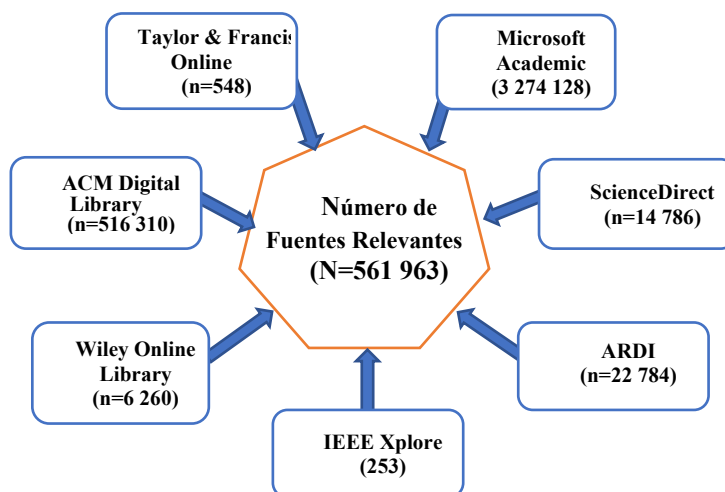 Taylor & Francis
Online
(n=548)
Microsoft
Academic
(3 274 128)
ACM Digital
Library
(n=516 310)
Número de
Fuentes Relevantes
(N=561 963)
ScienceDirect
(n=14 786)
Wiley Online
Library
(n=6 260)
ARDI
(n=22 784)
IEEE Xplore
(253)